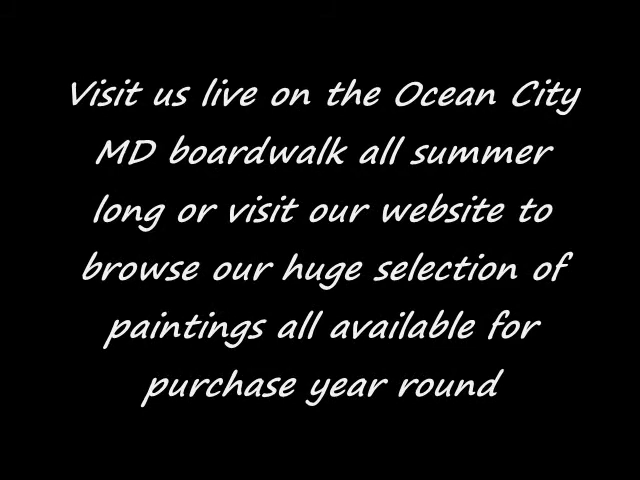 Visit us live on the Ocean City
MD boardwalk all summer
long or visit our website to
browse our huge selection of
paintings all available for
purchase year round